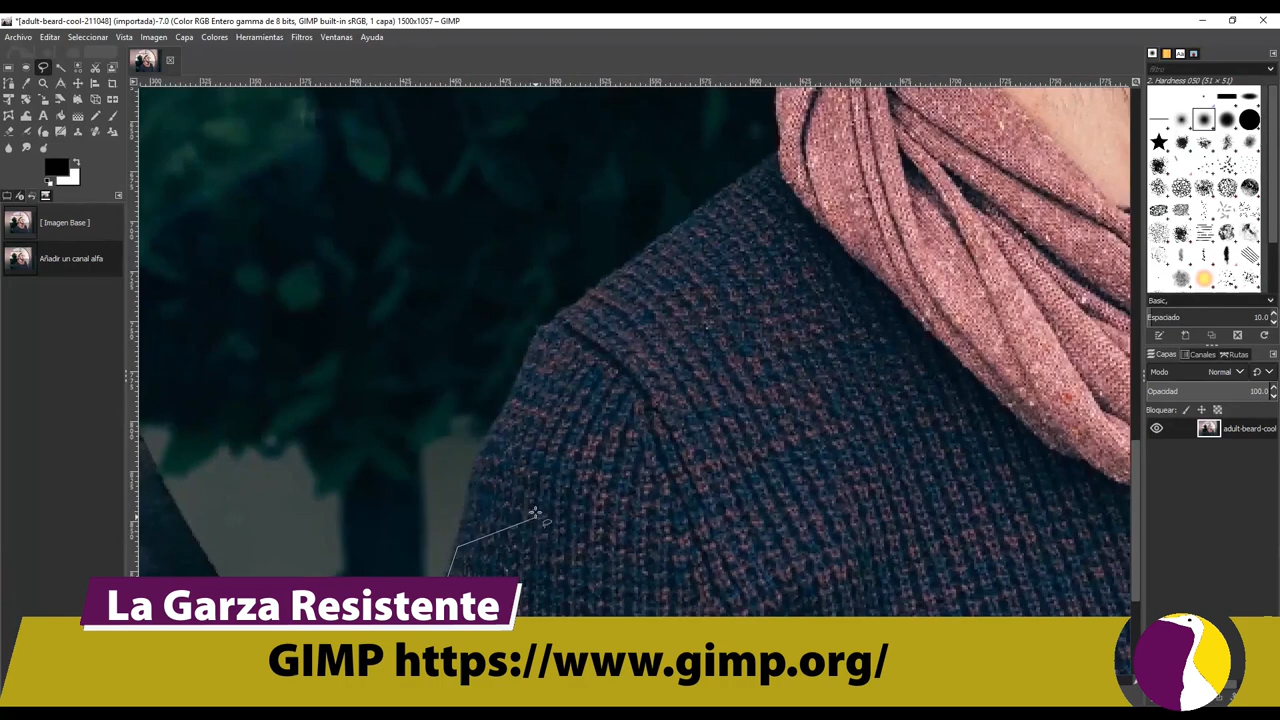 *[adult-beard-cool-211048] (importada)-7.0 (Color RGB Entero gamma de 8 bits, GIMP built-in sRGB, 1 capa) 1500x1057 – GIMP
Archivo Editar Seleccionar Vista Imagen Capa Colores Herramientas Filtros Ventanas Ayuda
filtro
2. Hardness 050 (51 × 51)
[ Imagen Base ]
Añadir un canal alfa
Basic,
Espaciado 10.0
Capas Canales Rutas
Modo Normal
Opacidad 100.0
Bloquear:
adult-beard-cool
La Garza Resistente
GIMP https://www.gimp.org/